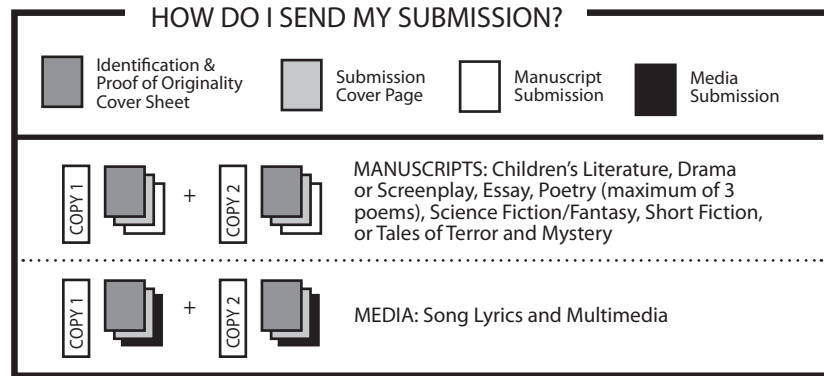 HOW DO I SEND MY SUBMISSION?
Identification &
Proof of Originality
Cover Sheet
Submission
Cover Page
Manuscript
Submission
Media
Submission
COPY 1
+
COPY 2
MANUSCRIPTS: Children’s Literature, Drama
or Screenplay, Essay, Poetry (maximum of 3
poems), Science Fiction/Fantasy, Short Fiction,
or Tales of Terror and Mystery
COPY 1
+
COPY 2
MEDIA: Song Lyrics and Multimedia